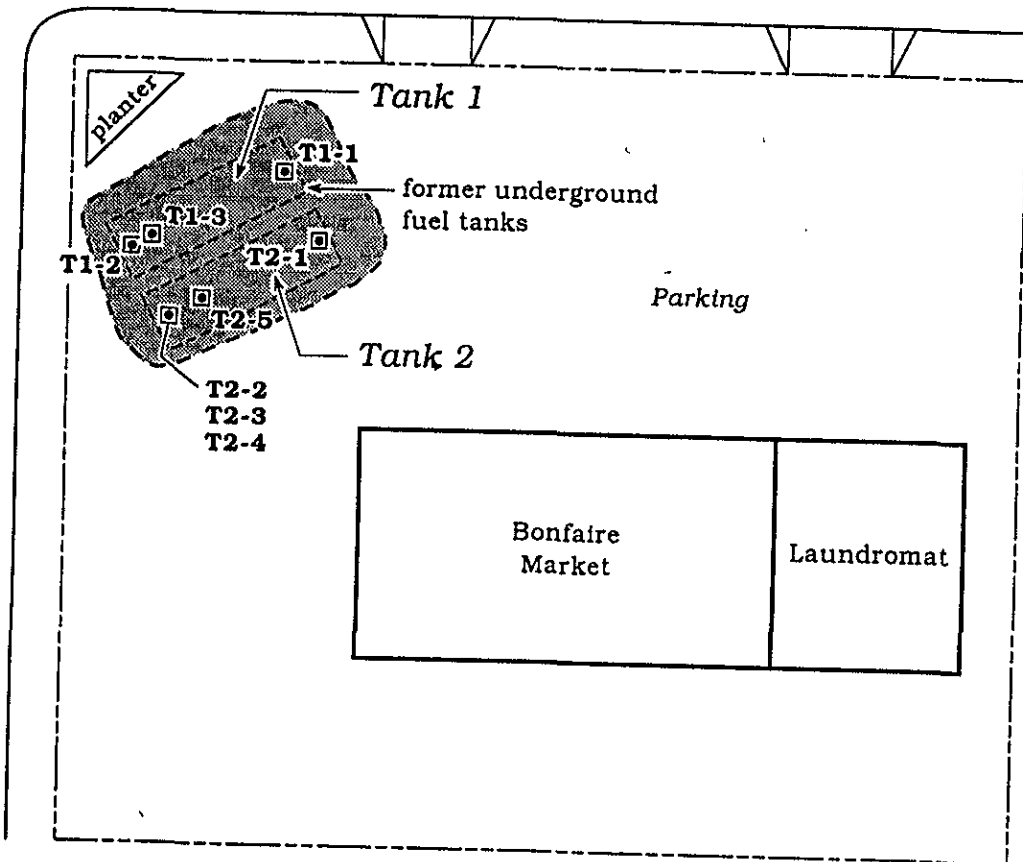 planter
Tank 1
T1-1
former underground
fuel tanks
T1-3
T1-2
T2-1
Parking
T2-5
Tank 2
T2-2
T2-3
T2-4
Bonfaire
Market
Laundromat